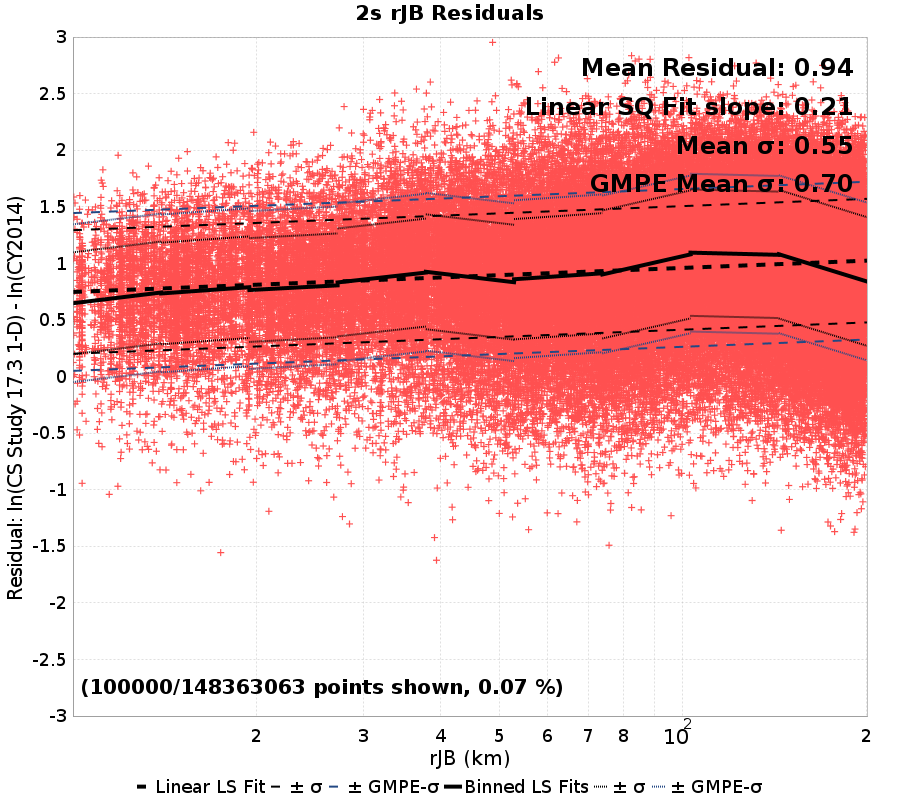 2s rJB Residuals
Residual: ln(CS Study 17.3 1-D) - ln(CY2014)
3
2.5
2
1.5
1
0.5
0
-0.5
-1
-1.5
-2
-2.5
-3
Mean Residual: 0.94
Linear SQ Fit slope: 0.21
Mean σ: 0.55
GMPE Mean σ: 0.70
(100000/148363063 points shown, 0.07 %)
2 3 4 5 6 7 8 10² 2
rJB (km)
Linear LS Fit ± σ ± GMPE-σ Binned LS Fits ± σ ± GMPE-σ